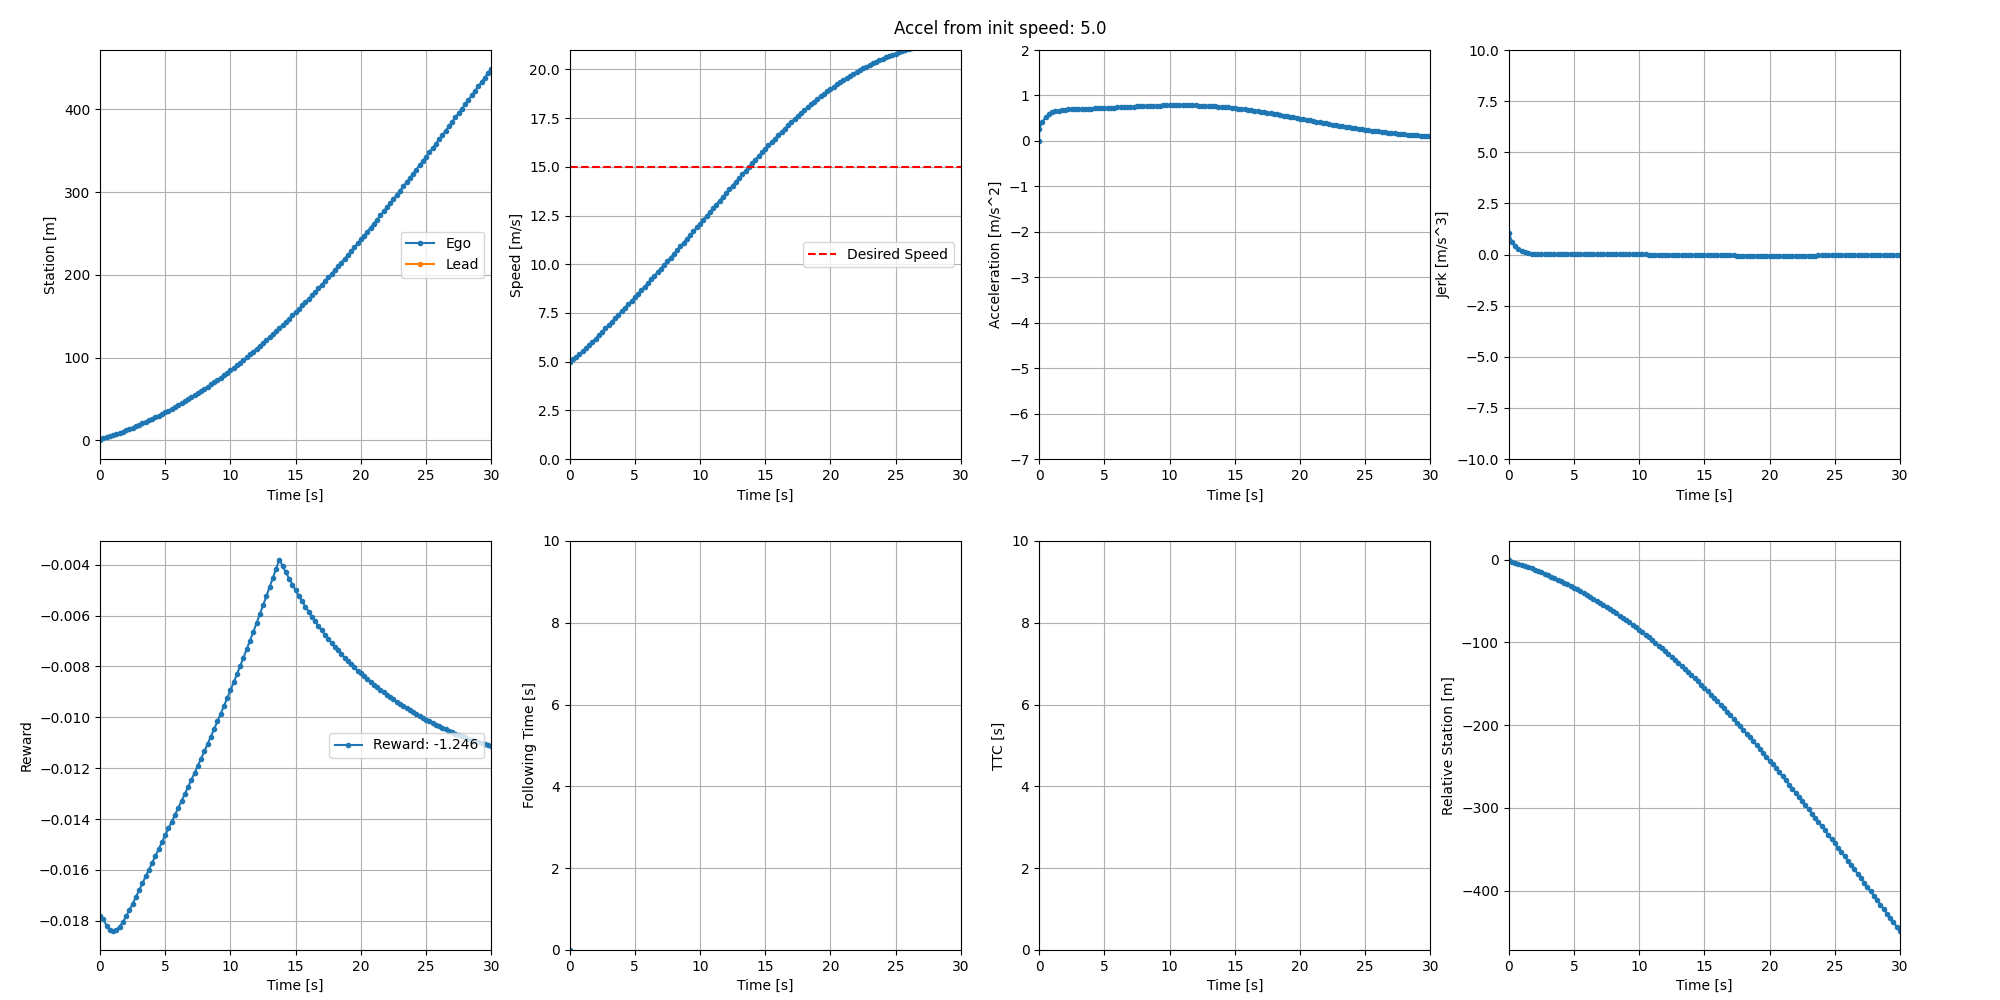 Accel from init speed: 5.0
400
300
200
100
0
Station [m]
0 5 10 15 20 25 30
Time [s]
Ego
Lead
20.0
17.5
15.0
12.5
10.0
7.5
5.0
2.5
0.0
Speed [m/s]
0 5 10 15 20 25 30
Time [s]
Desired Speed
2
1
0
−1
−2
−3
−4
−5
−6
−7
Acceleration [m/s^2]
0 5 10 15 20 25 30
Time [s]
10.0
7.5
5.0
2.5
0.0
−2.5
−5.0
−7.5
−10.0
Jerk [m/s^3]
0 5 10 15 20 25 30
Time [s]
−0.004
−0.006
−0.008
−0.010
−0.012
−0.014
−0.016
−0.018
Reward
0 5 10 15 20 25 30
Time [s]
Reward: -1.246
10
8
6
4
2
0
Following Time [s]
0 5 10 15 20 25 30
Time [s]
10
8
6
4
2
0
TTC [s]
0 5 10 15 20 25 30
Time [s]
0
−100
−200
−300
−400
Relative Station [m]
0 5 10 15 20 25 30
Time [s]